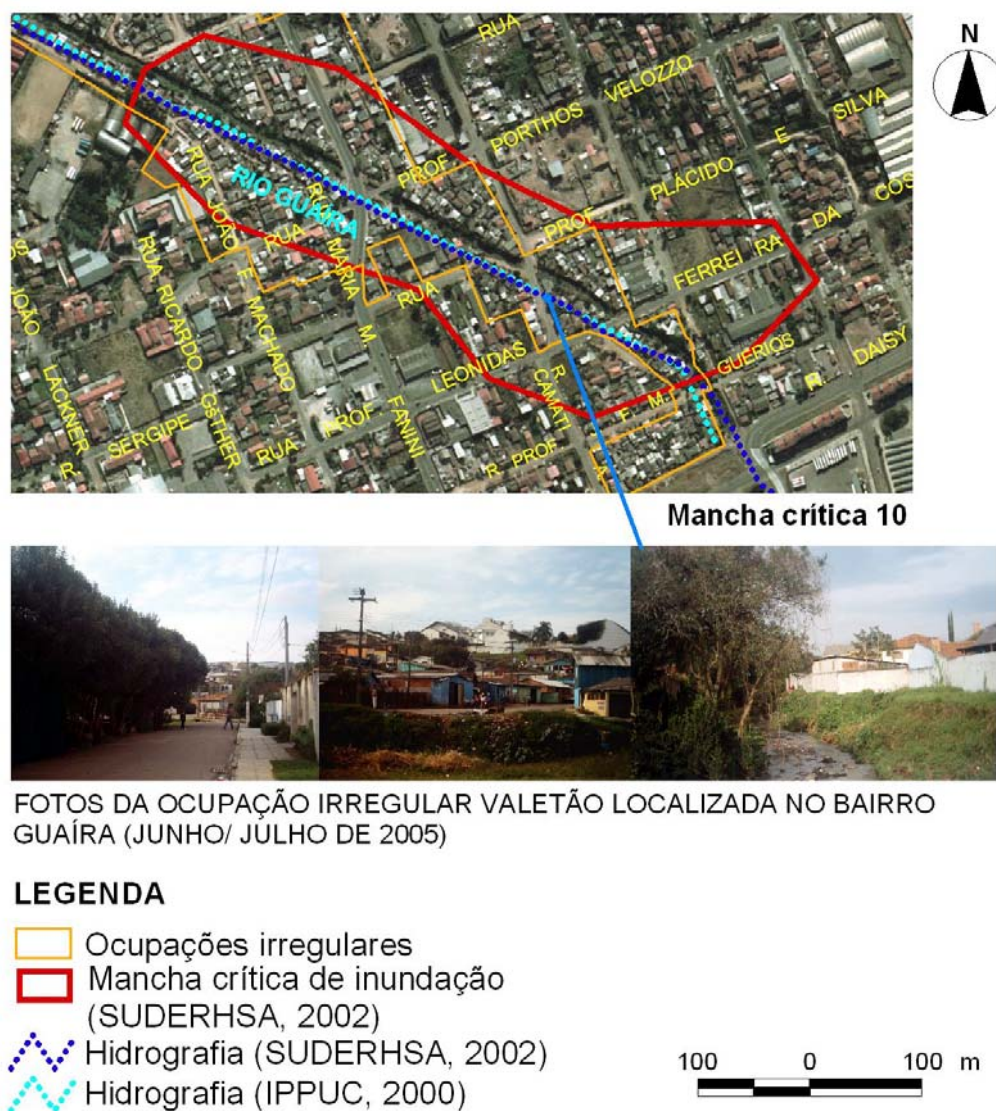 N
RUA
VELOZZO
PORTHOS
PROF
SILVA
E
PLÁCIDO
DA
COS
RIO GUAÍRA
RUA
JOÃO
F.
MACHADO
RUA
RUA
MARIA
M.
FANINI
PROF
FERREI RA
RUA
RICARDO
GsTHER
OS
JOÃO
LACKNER
RUA
LEONIDAS
R.
CAMATI
F. M.
GUERIOS
R. DAISY
R. SERGIPE
RUA PROF.
R. PROF
A.
Mancha crítica 10
FOTOS DA OCUPAÇÃO IRREGULAR VALETÃO LOCALIZADA NO BAIRRO
GUAÍRA (JUNHO/ JULHO DE 2005)
LEGENDA
Ocupações irregulares
Mancha crítica de inundação
(SUDERHSA, 2002)
Hidrografia (SUDERHSA, 2002)
Hidrografia (IPPUC, 2000)
100 0 100 m